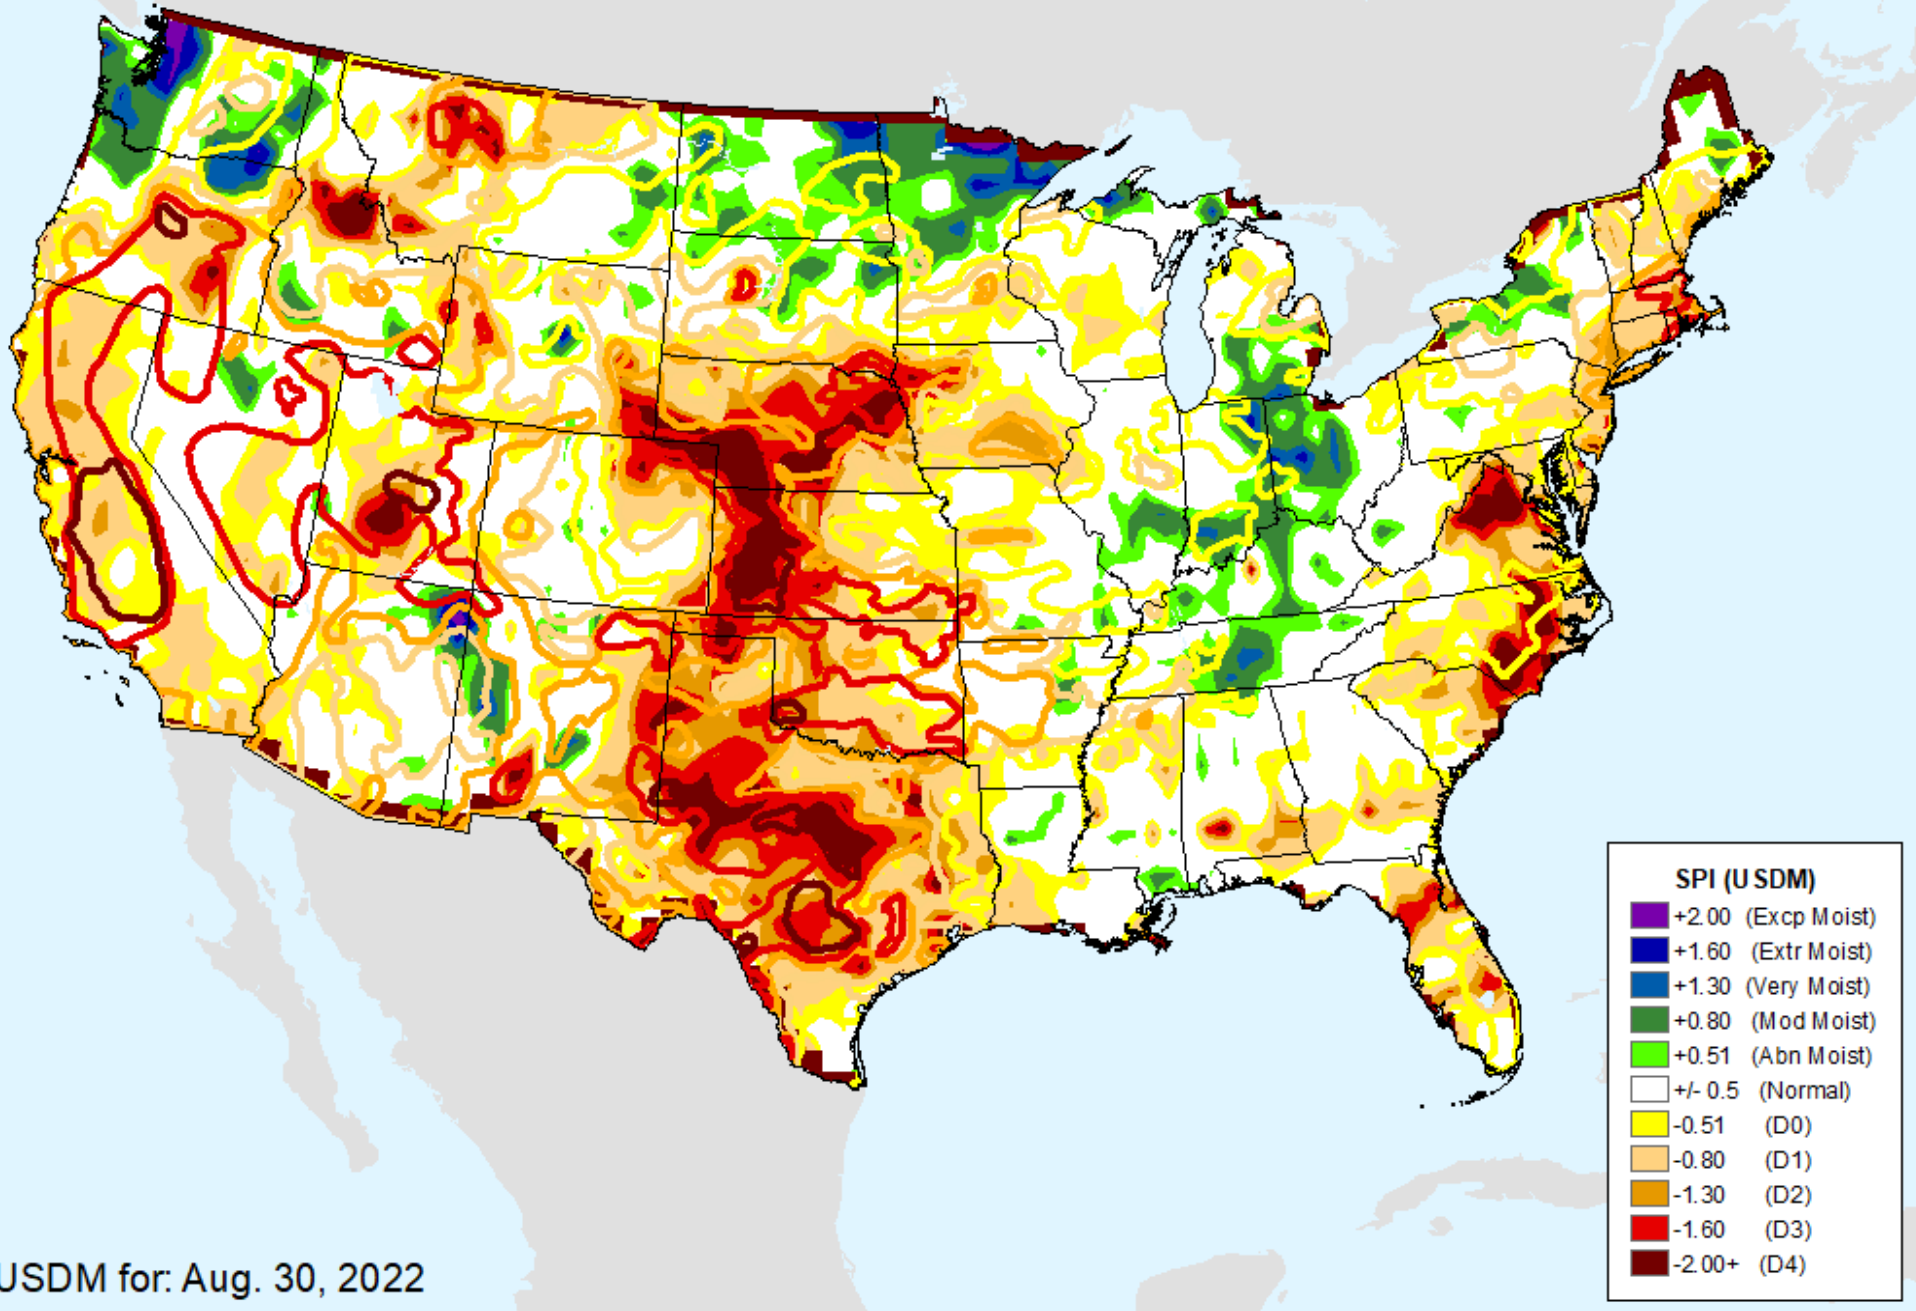 SPI (USDM)
+2.00 (Excp Moist)
+1.60 (Extr Moist)
+1.30 (Very Moist)
+0.80 (Mod Moist)
+0.51 (Abn Moist)
+/- 0.5 (Normal)
-0.51 (D0)
-0.80 (D1)
-1.30 (D2)
-1.60 (D3)
-2.00+ (D4)
USDM for: Aug. 30, 2022